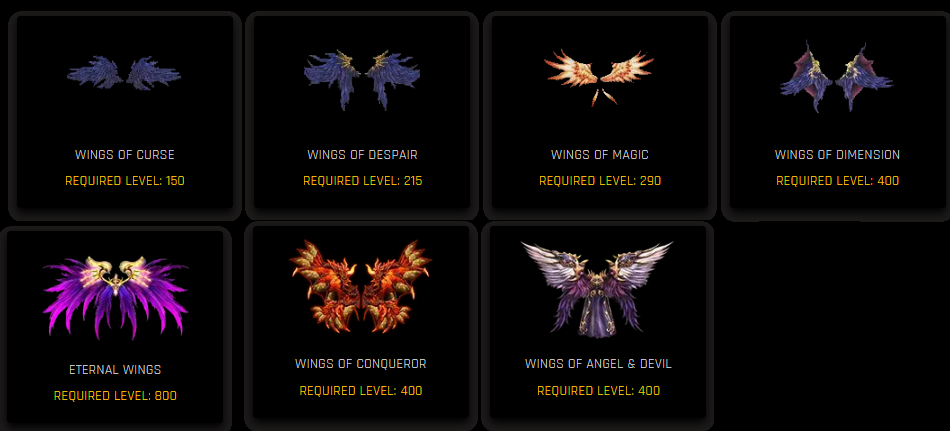 WINGS OF CURSE
REQUIRED LEVEL: 150
WINGS OF DESPAIR
REQUIRED LEVEL: 215
WINGS OF MAGIC
REQUIRED LEVEL: 290
WINGS OF DIMENSION
REQUIRED LEVEL: 400
ETERNAL WINGS
REQUIRED LEVEL: 800
WINGS OF CONQUEROR
REQUIRED LEVEL: 400
WINGS OF ANGEL & DEVIL
REQUIRED LEVEL: 400